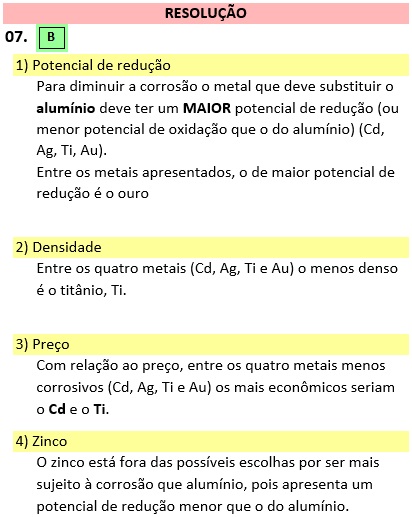 RESOLUÇÃO
07. B
1) Potencial de redução
Para diminuir a corrosão o metal que deve substituir o
alumínio deve ter um MAIOR potencial de redução (ou
menor potencial de oxidação que o do alumínio) (Cd,
Ag, Ti, Au).
Entre os metais apresentados, o de maior potencial de
redução é o ouro
2) Densidade
Entre os quatro metais (Cd, Ag, Ti e Au) o menos denso
é o titânio, Ti.
3) Preço
Com relação ao preço, entre os quatro metais menos
corrosivos (Cd, Ag, Ti e Au) os mais econômicos seriam
o Cd e o Ti.
4) Zinco
O zinco está fora das possíveis escolhas por ser mais
sujeito à corrosão que alumínio, pois apresenta um
potencial de redução menor que o do alumínio.